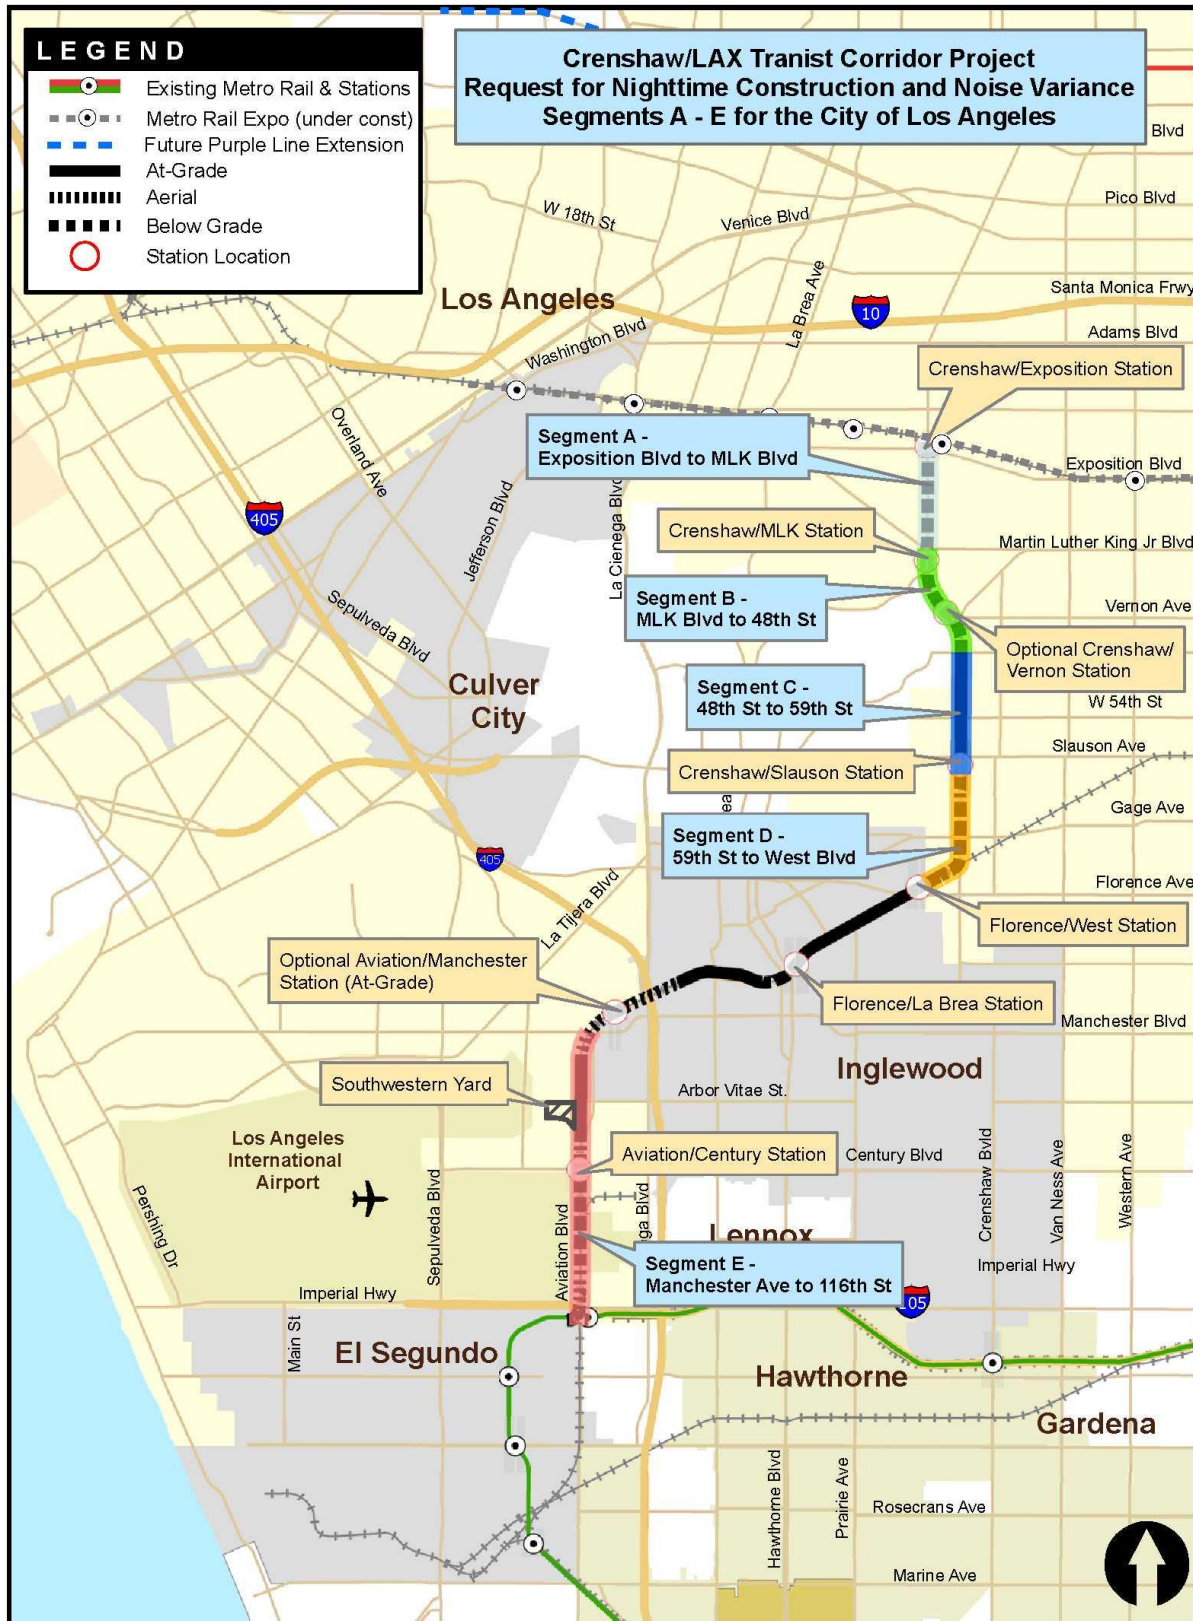 LEGEND
Existing Metro Rail & Stations
Metro Rail Expo (under const)
Future Purple Line Extension
At-Grade
Aerial
Below Grade
Station Location
Crenshaw/LAX Tranist Corridor Project
Request for Nighttime Construction and Noise Variance
Segments A - E for the City of Los Angeles
Blvd
Pico Blvd
W 18th St
Venice Blvd
La Brea Ave
Santa Monica Frwy
Los Angeles
10
Adams Blvd
Washington Blvd
Crenshaw/Exposition Station
Overland Ave
Segment A -
Exposition Blvd to MLK Blvd
Exposition Blvd
405
Jefferson Blvd
La Cienega Blvd
Crenshaw/MLK Station
Martin Luther King Jr Blvd
Sepulveda Blvd
Segment B -
MLK Blvd to 48th St
Vernon Ave
Optional Crenshaw/
Vernon Station
Culver
City
Segment C -
48th St to 59th St
W 54th St
Slauson Ave
Crenshaw/Slauson Station
ea
Gage Ave
Segment D -
59th St to West Blvd
405
La Tijera Blvd
Florence Ave
Florence/West Station
Optional Aviation/Manchester
Station (At-Grade)
Florence/La Brea Station
Manchester Blvd
Inglewood
Southwestern Yard
Arbor Vitae St.
Los Angeles
International
Airport
Aviation/Century Station
Century Blvd
Pershing Dr
Sepulveda Blvd
Aviation Blvd
ega Blvd
Crenshaw Bvld
Van Ness Ave
Western Ave
Lennox
Segment E -
Manchester Ave to 116th St
Imperial Hwy
Imperial Hwy
105
Main St
El Segundo
Hawthorne
Gardena
Hawthorne Blvd
Prairie Ave
Rosecrans Ave
Marine Ave